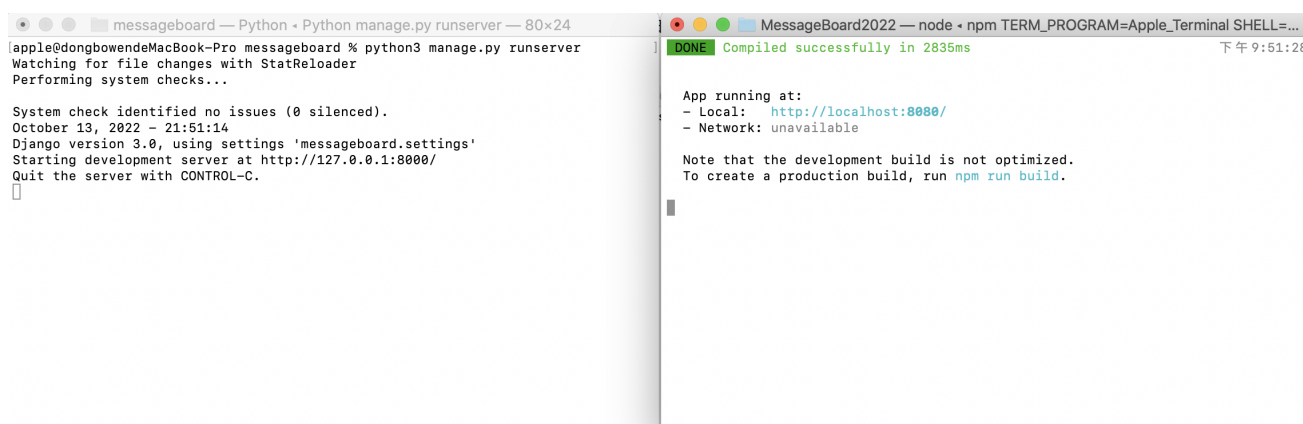 messageboard — Python ◂ Python manage.py runserver — 80×24
[apple@dongbowendeMacBook-Pro messageboard % python3 manage.py runserver ]
Watching for file changes with StatReloader
Performing system checks...
System check identified no issues (0 silenced).
October 13, 2022 - 21:51:14
Django version 3.0, using settings 'messageboard.settings'
Starting development server at http://127.0.0.1:8000/
Quit the server with CONTROL-C.
MessageBoard2022 — node ◂ npm TERM_PROGRAM=Apple_Terminal SHELL=...
DONE Compiled successfully in 2835ms 下午9:51:28
App running at:
- Local: http://localhost:8080/
- Network: unavailable
Note that the development build is not optimized.
To create a production build, run npm run build.